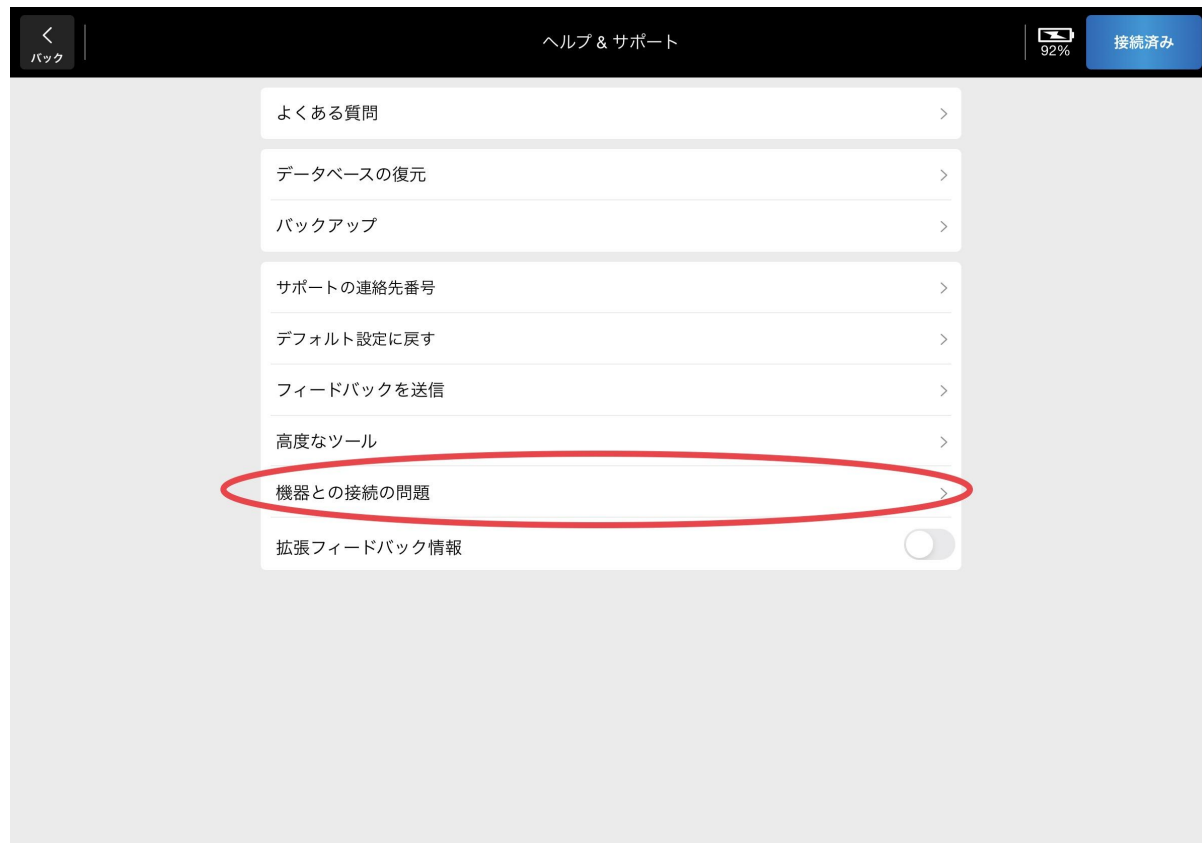 バック
ヘルプ & サポート
92%
接続済み
よくある質問
データベースの復元
バックアップ
サポートの連絡先番号
デフォルト設定に戻す
フィードバックを送信
高度なツール
機器との接続の問題
拡張フィードバック情報